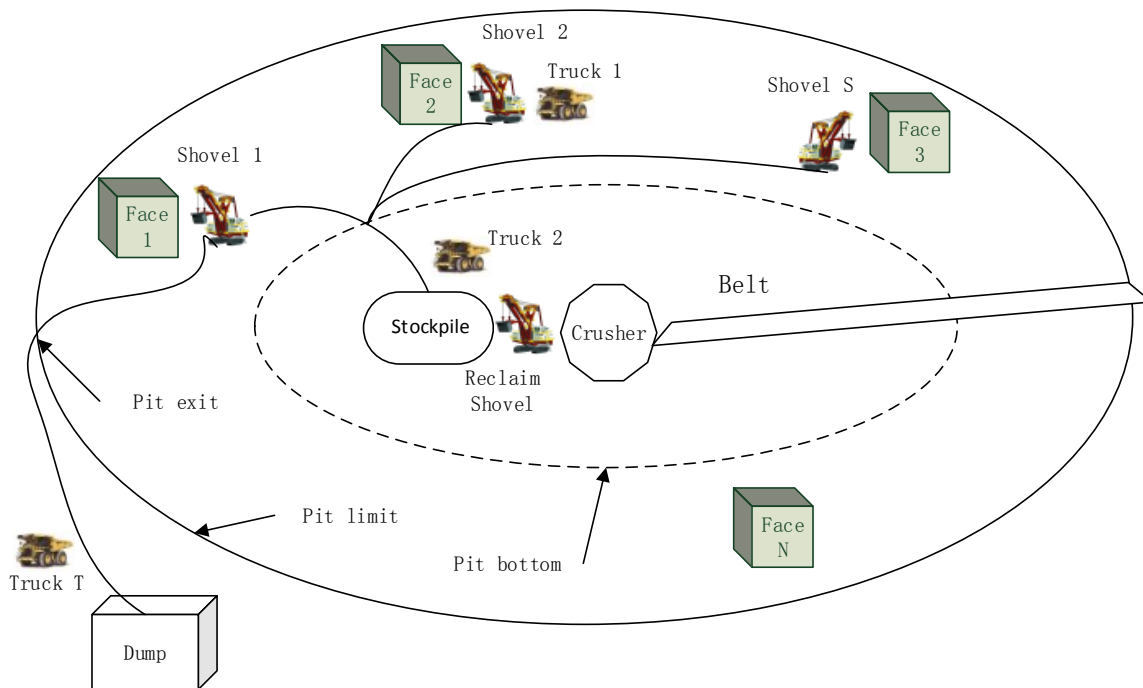 Shovel 2
Face
2
Truck 1
Shovel S
Face
3
Shovel 1
Face
1
Truck 2
Belt
Stockpile
Crusher
Reclaim
Shovel
Pit exit
Pit limit
Face
N
Pit bottom
Truck T
Dump